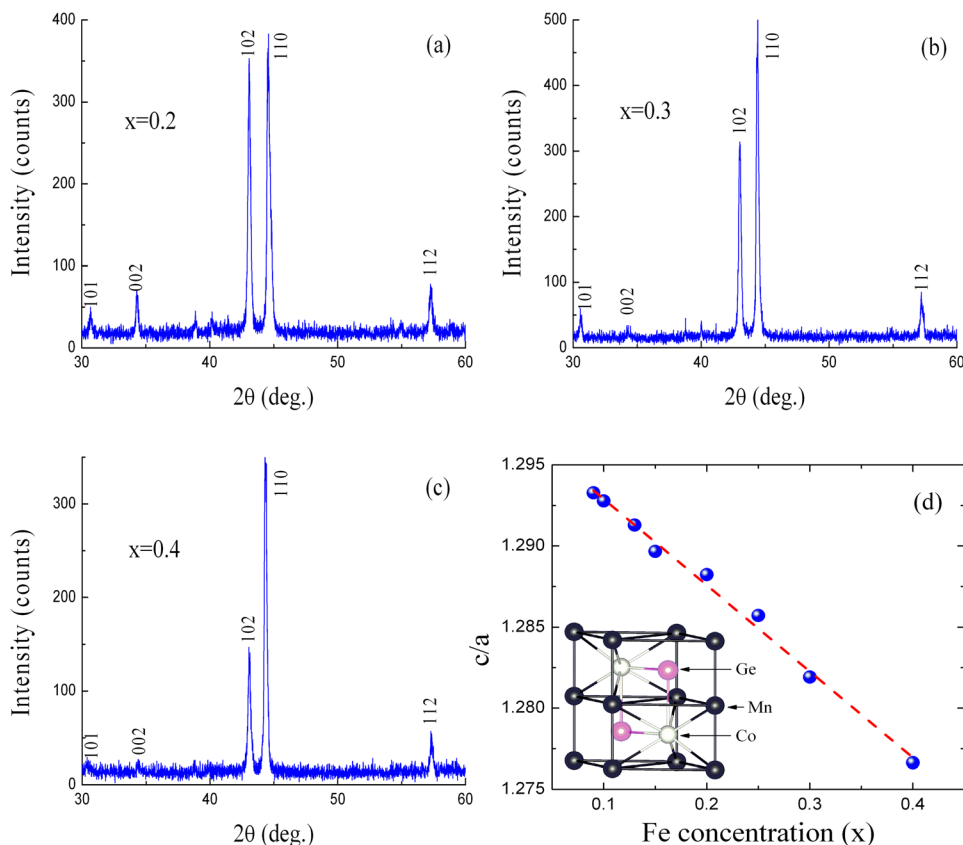 400
300
200
100
0
30
40
50
60
Intensity (counts)
2θ (deg.)
x=0.2
(a)
101
002
102
110
112
500
400
300
200
100
0
30
40
50
60
Intensity (counts)
2θ (deg.)
x=0.3
(b)
101
002
102
110
112
300
200
100
0
30
40
50
60
Intensity (counts)
2θ (deg.)
x=0.4
(c)
101
002
102
110
112
1.295
1.290
1.285
1.280
1.275
0.1
0.2
0.3
0.4
c/a
Fe concentration (x)
(d)
Ge
Mn
Co